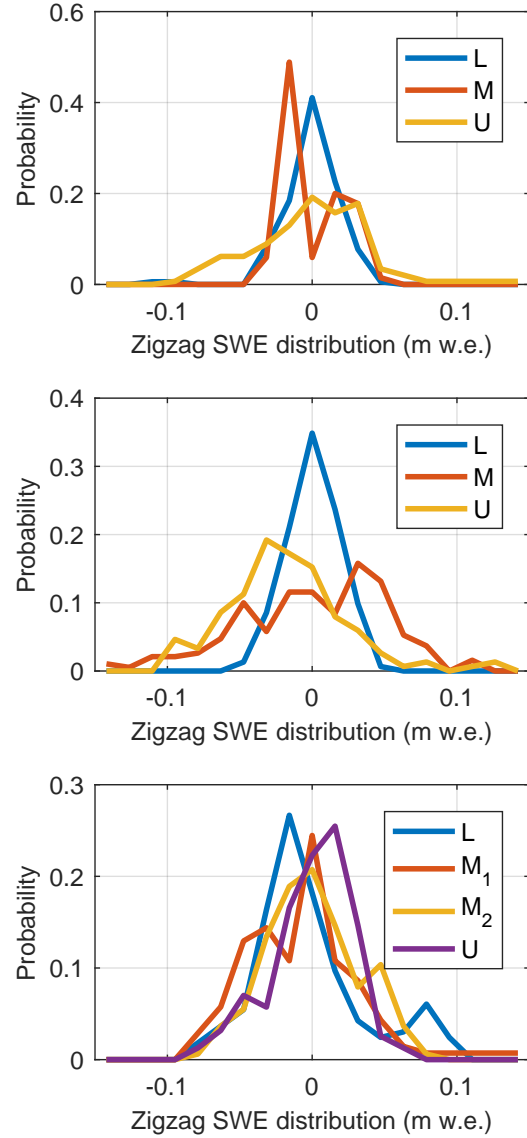 0.6
0.4
0.2
0
Probability
L
M
U
-0.1 0 0.1
Zigzag SWE distribution (m w.e.)
0.4
0.3
0.2
0.1
0
Probability
L
M
U
-0.1 0 0.1
Zigzag SWE distribution (m w.e.)
0.3
0.2
0.1
0
Probability
L
M₁
M₂
U
-0.1 0 0.1
Zigzag SWE distribution (m w.e.)